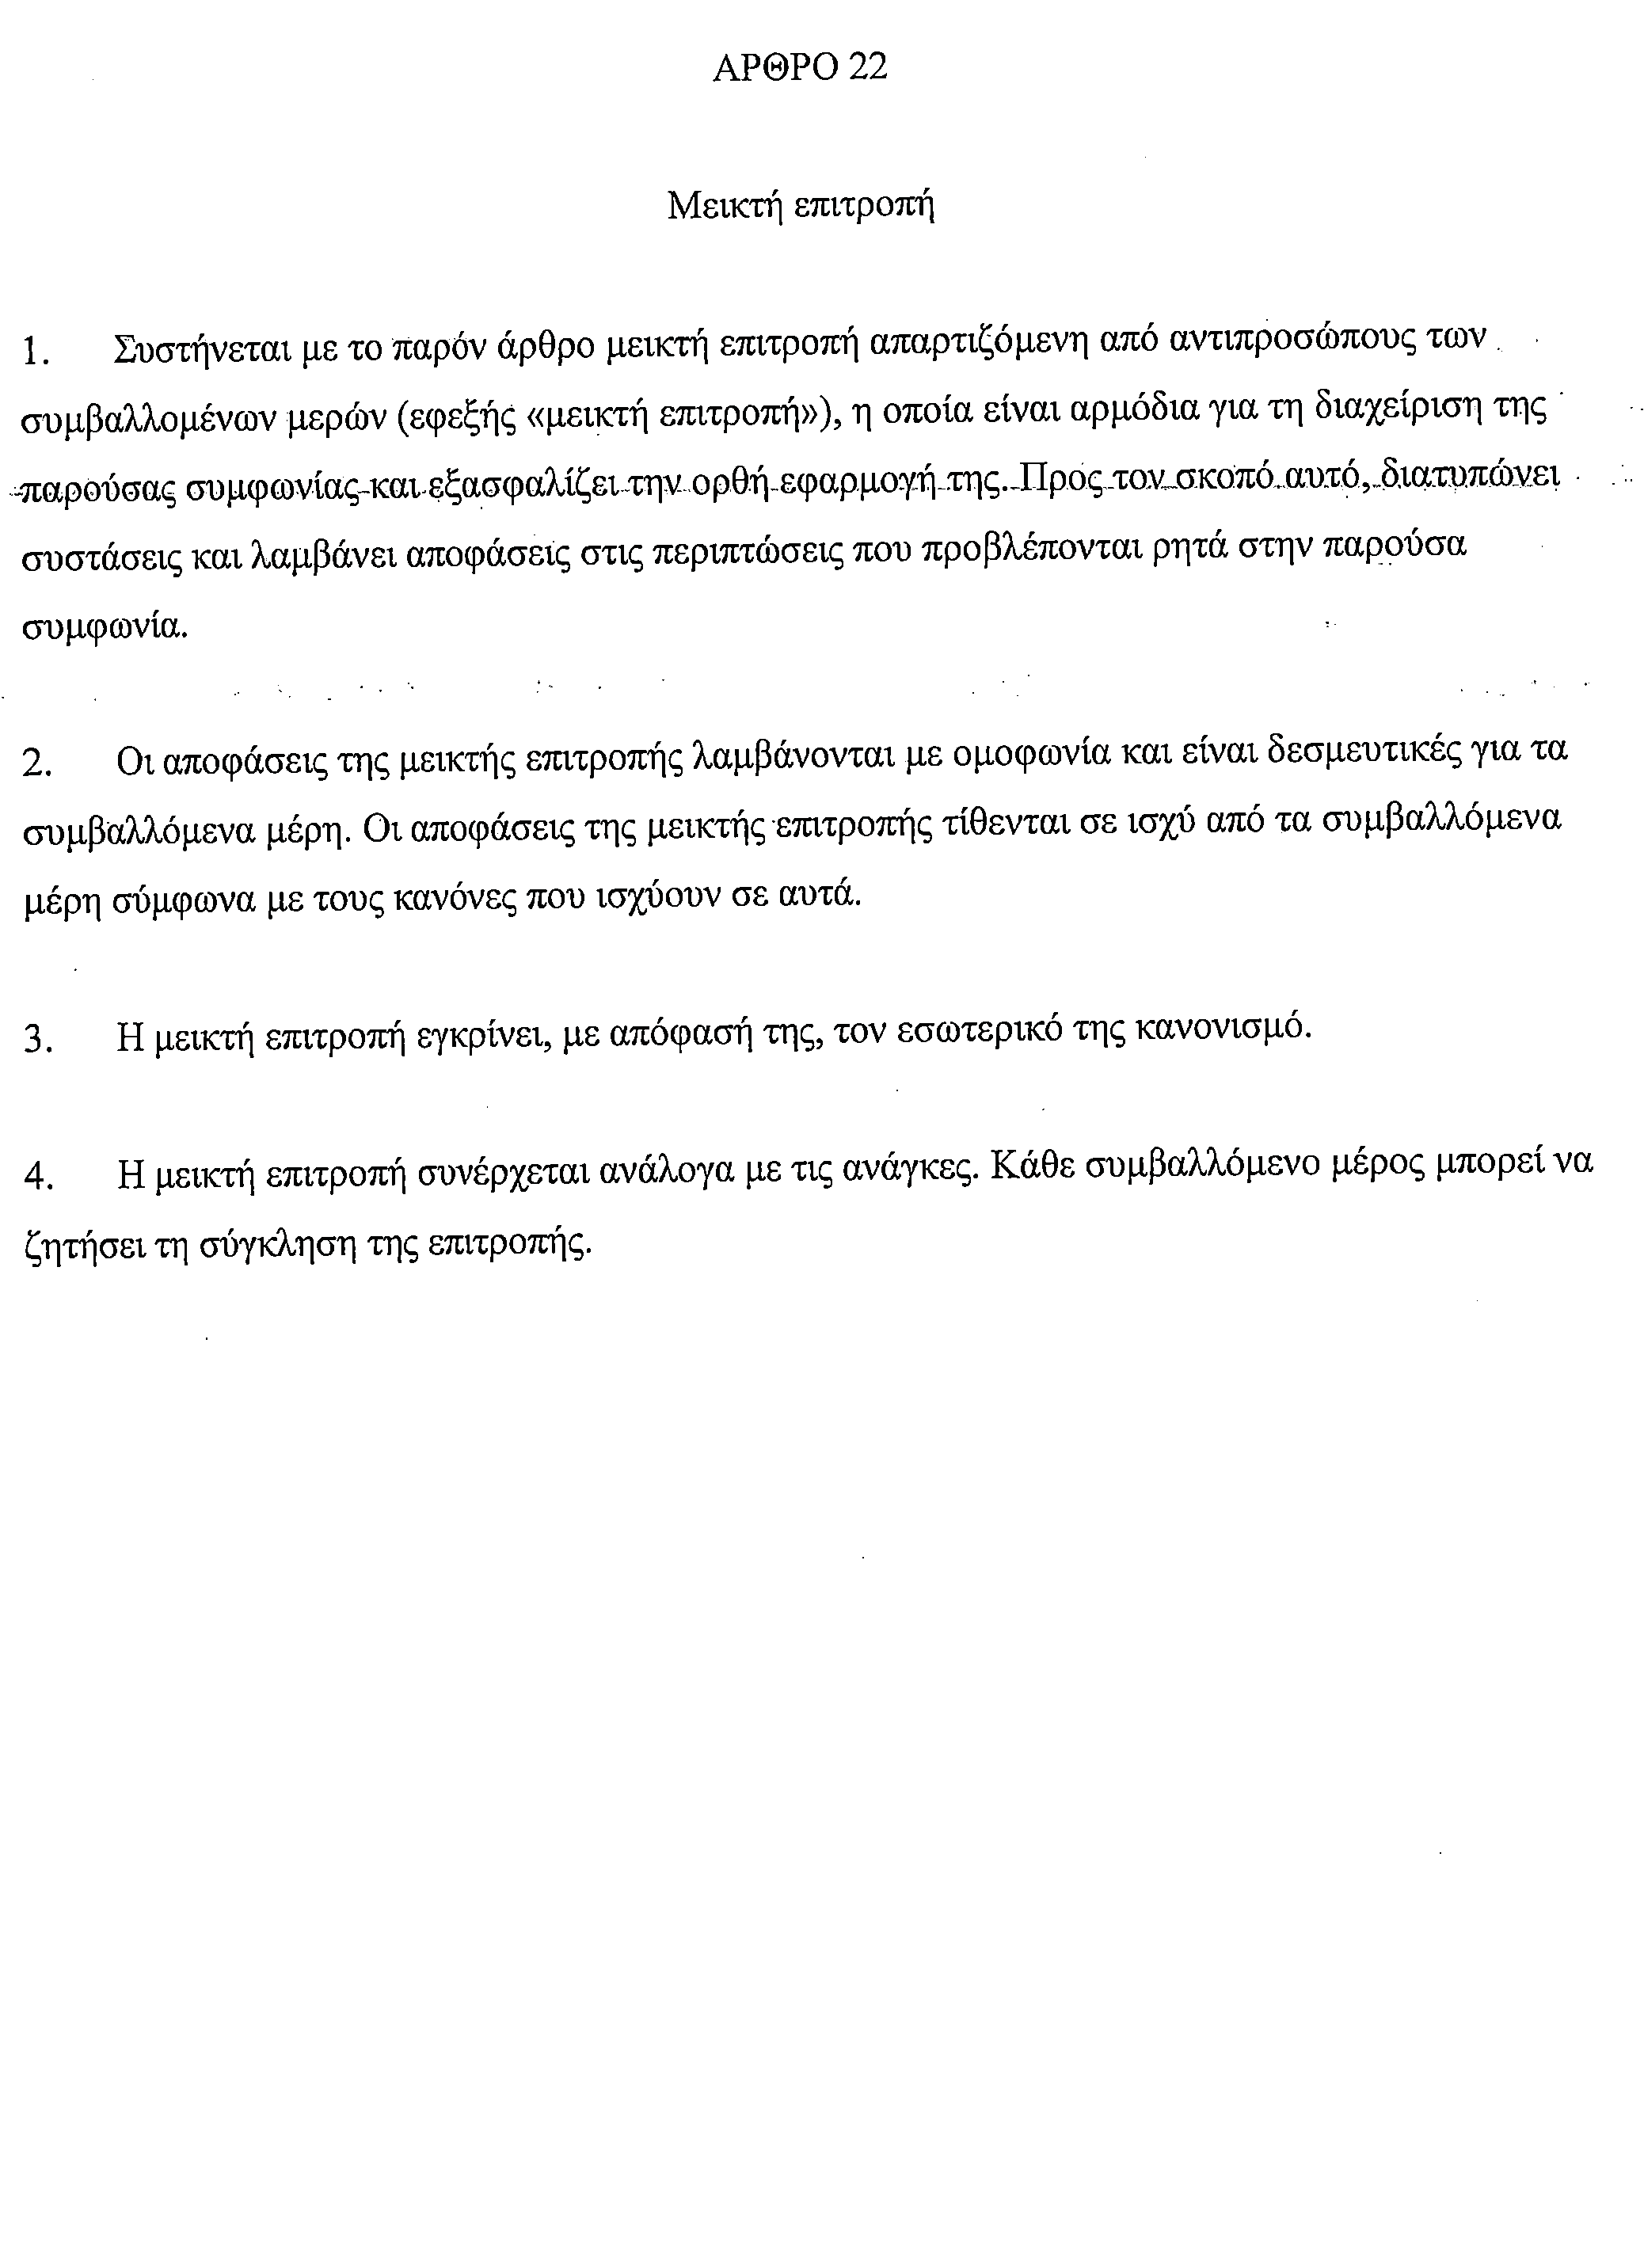 ΑΡΘΡΟ 22
Μεικτή επιτροπή
1. Συστήνεται με το παρόν άρθρο μεικτή επιτροπή απαρτιζόμενη από αντιπροσώπους των
συμβαλλομένων μερών (εφεξής «μεικτή επιτροπή»), η οποία είναι αρμόδια για τη διαχείριση της
παρούσας συμφωνίας και εξασφαλίζει την ορθή εφαρμογή της. Προς τον σκοπό αυτό, διατυπώνει
συστάσεις και λαμβάνει αποφάσεις στις περιπτώσεις που προβλέπονται ρητά στην παρούσα
συμφωνία.
2. Οι αποφάσεις της μεικτής επιτροπής λαμβάνονται με ομοφωνία και είναι δεσμευτικές για τα
συμβαλλόμενα μέρη. Οι αποφάσεις της μεικτής επιτροπής τίθενται σε ισχύ από τα συμβαλλόμενα
μέρη σύμφωνα με τους κανόνες που ισχύουν σε αυτά.
3. Η μεικτή επιτροπή εγκρίνει, με απόφασή της, τον εσωτερικό της κανονισμό.
4. Η μεικτή επιτροπή συνέρχεται ανάλογα με τις ανάγκες. Κάθε συμβαλλόμενο μέρος μπορεί να
ζητήσει τη σύγκληση της επιτροπής.